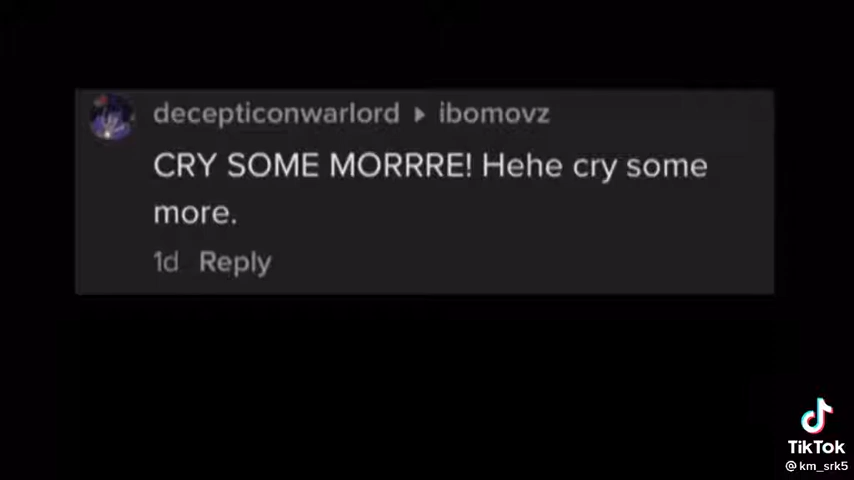 decepticonwarlord ▸ ibomovz
CRY SOME MORRRE! Hehe cry some
more.
1d Reply
TikTok
@km_srk5